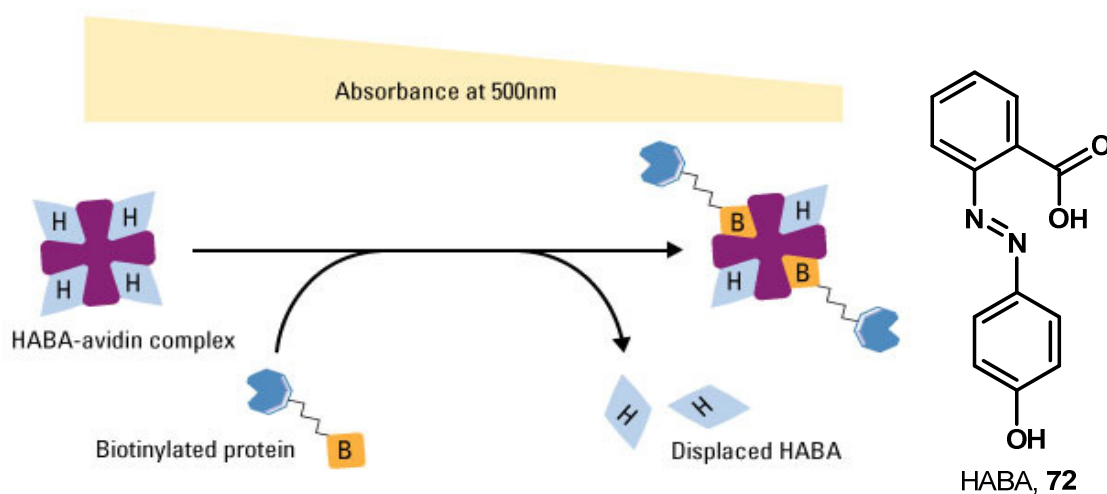 Absorbance at 500nm
H H
H H
HABA-avidin complex
B H
H B
Biotinylated protein
B
H H
Displaced HABA
O
OH
N
N
OH
HABA, 72